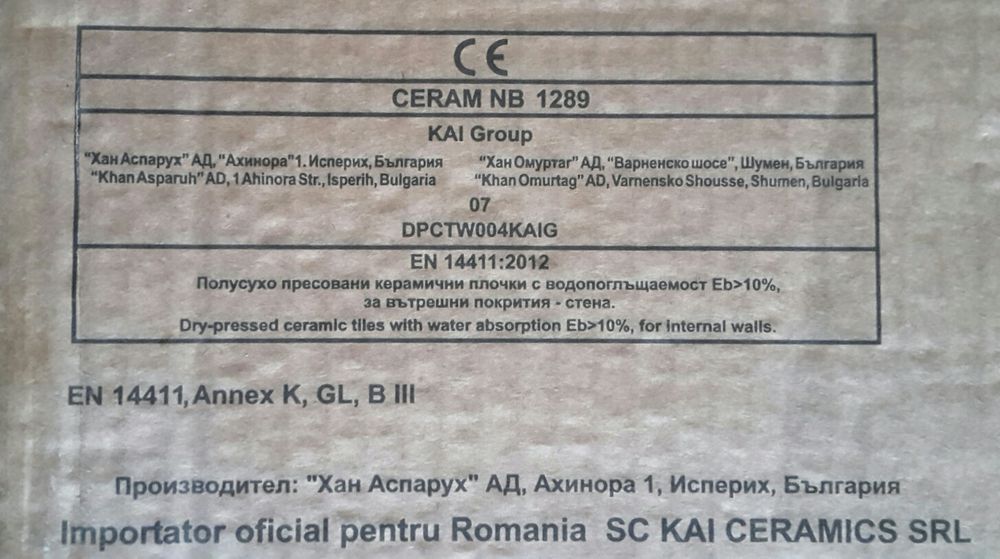 CE
CERAM NB 1289
KAI Group
"Хан Аспарух" АД, "Ахинора"1. Исперих, България "Хан Омуртаг" АД, "Варненско шосе", Шумен, България
"Khan Asparuh" AD, 1 Ahinora Str., Isperih, Bulgaria "Khan Omurtag" AD, Varnensko Shousse, Shumen, Bulgaria
07
DPCTW004KAIG
EN 14411:2012
Полусухо пресовани керамични плочки с водопоглъщаемост Eb>10%,
за вътрешни покрития - стена.
Dry-pressed ceramic tiles with water absorption Eb>10%, for internal walls.
EN 14411, Annex K, GL, B III
Производител: "Хан Аспарух" АД, Ахинора 1, Исперих, България
Importator oficial pentru Romania SC KAI CERAMICS SRL